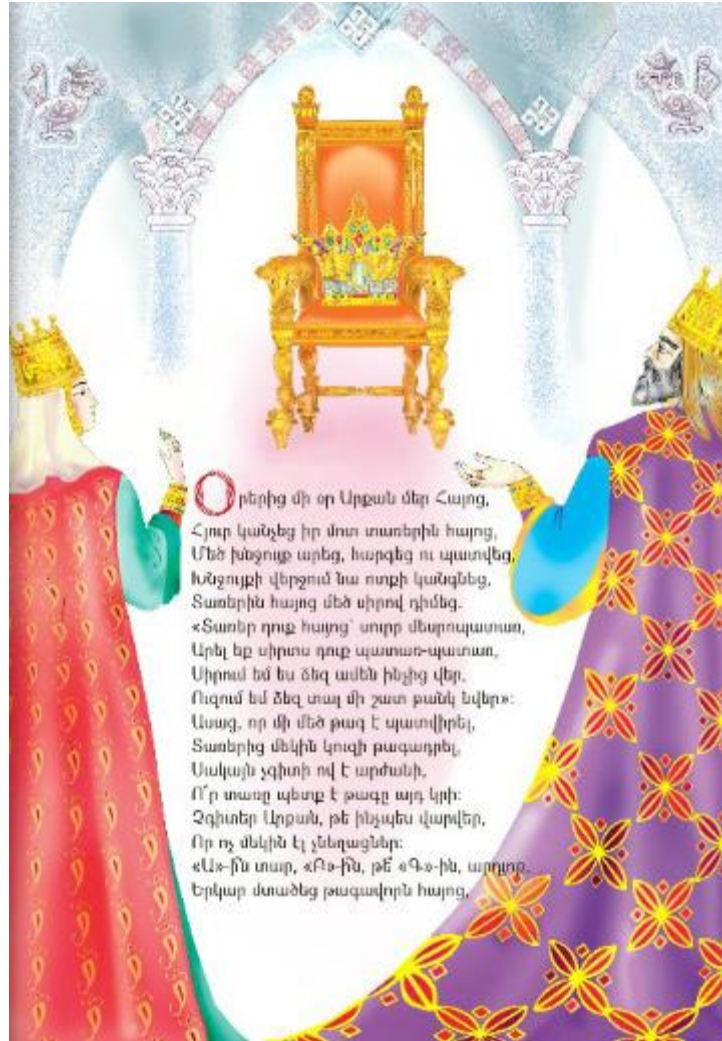 Օրերից մի օր Արքան մեր Հայոց,
Հյուր կանչեց իր մոտ տառերին հայոց,
Մեծ խնջույք արեց, հարգեց ու պատվեց,
Խնջույքի վերջում նա ոտքի կանգնեց,
Տառերին հայոց մեծ սիրով դիմեց.
«Տառեր դուք հայոց՝ սուրբ մեսրոպատառ,
Արել եք սիրտս դուք պատառ-պատառ,
Սիրում եմ ես ձեզ ամեն ինչից վեր,
Ուզում եմ ձեզ տալ մի շատ թանկ նվեր»:
Ասաց, որ մի մեծ թագ է պատվիրել,
Տառերից մեկին կուզի թագադրել,
Սակայն չգիտի ով է արժանի,
Ո՞ր տառը պետք է թագը այդ կրի:
Չգիտեր Արքան, թե ինչպես վարվեր,
Որ ոչ մեկին էլ չնեղացներ:
«Ա»-ի՞ն տար, «Բ»-ի՞ն, թե՞ «Գ»-ին, արդյոք,
Երկար մտածեց թագավորն հայոց,